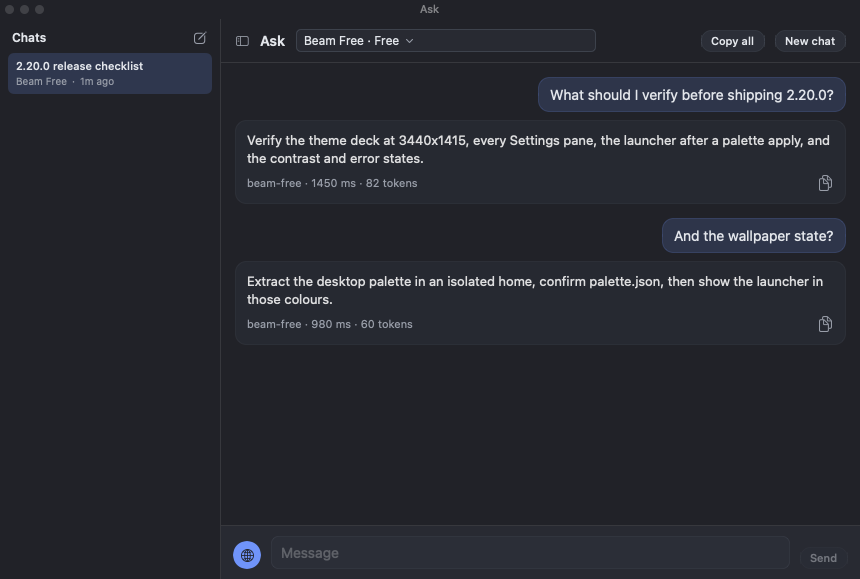 Ask
Chats
2.20.0 release checklist
Beam Free · 1m ago
Ask
Beam Free · Free
Copy all
New chat
What should I verify before shipping 2.20.0?
Verify the theme deck at 3440x1415, every Settings pane, the launcher after a palette apply, and
the contrast and error states.
beam-free · 1450 ms · 82 tokens
And the wallpaper state?
Extract the desktop palette in an isolated home, confirm palette.json, then show the launcher in
those colours.
beam-free · 980 ms · 60 tokens
Message
Send